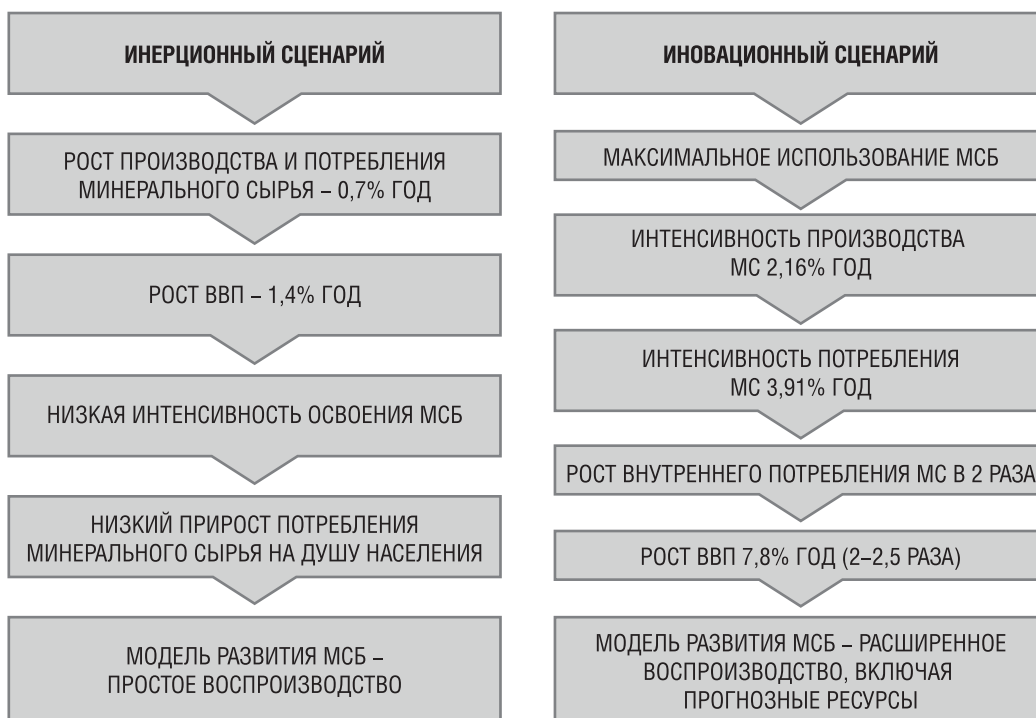 ИНЕРЦИОННЫЙ СЦЕНАРИЙ
РОСТ ПРОИЗВОДСТВА И ПОТРЕБЛЕНИЯ
МИНЕРАЛЬНОГО СЫРЬЯ – 0,7% ГОД
РОСТ ВВП – 1,4% ГОД
НИЗКАЯ ИНТЕНСИВНОСТЬ ОСВОЕНИЯ МСБ
НИЗКИЙ ПРИРОСТ ПОТРЕБЛЕНИЯ
МИНЕРАЛЬНОГО СЫРЬЯ НА ДУШУ НАСЕЛЕНИЯ
МОДЕЛЬ РАЗВИТИЯ МСБ –
ПРОСТОЕ ВОСПРОИЗВОДСТВО
ИНОВАЦИОННЫЙ СЦЕНАРИЙ
МАКСИМАЛЬНОЕ ИСПОЛЬЗОВАНИЕ МСБ
ИНТЕНСИВНОСТЬ ПРОИЗВОДСТВА
МС 2,16% ГОД
ИНТЕНСИВНОСТЬ ПОТРЕБЛЕНИЯ
МС 3,91% ГОД
РОСТ ВНУТРЕННЕГО ПОТРЕБЛЕНИЯ МС В 2 РАЗА
РОСТ ВВП 7,8% ГОД (2–2,5 РАЗА)
МОДЕЛЬ РАЗВИТИЯ МСБ – РАСШИРЕННОЕ
ВОСПРОИЗВОДСТВО, ВКЛЮЧАЯ
ПРОГНОЗНЫЕ РЕСУРСЫ